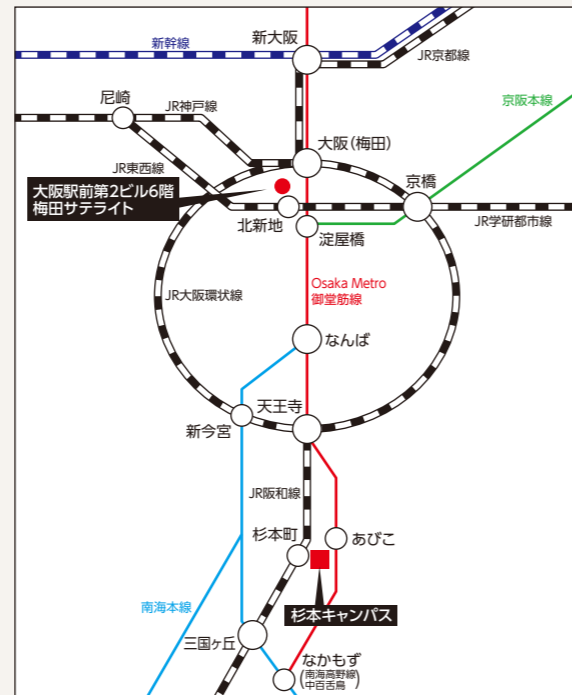 新幹線
新大阪
JR京都線
尼崎
JR神戸線
京阪本線
大阪(梅田)
JR東西線
京橋
大阪駅前第2ビル6階
梅田サテライト
北新地
淀屋橋
JR学研都市線
Osaka Metro
御堂筋線
JR大阪環状線
なんば
天王寺
新今宮
JR阪和線
杉本町
あびこ
南海本線
杉本キャンパス
三国ヶ丘
なかもず
(南海高野線)
中百舌鳥